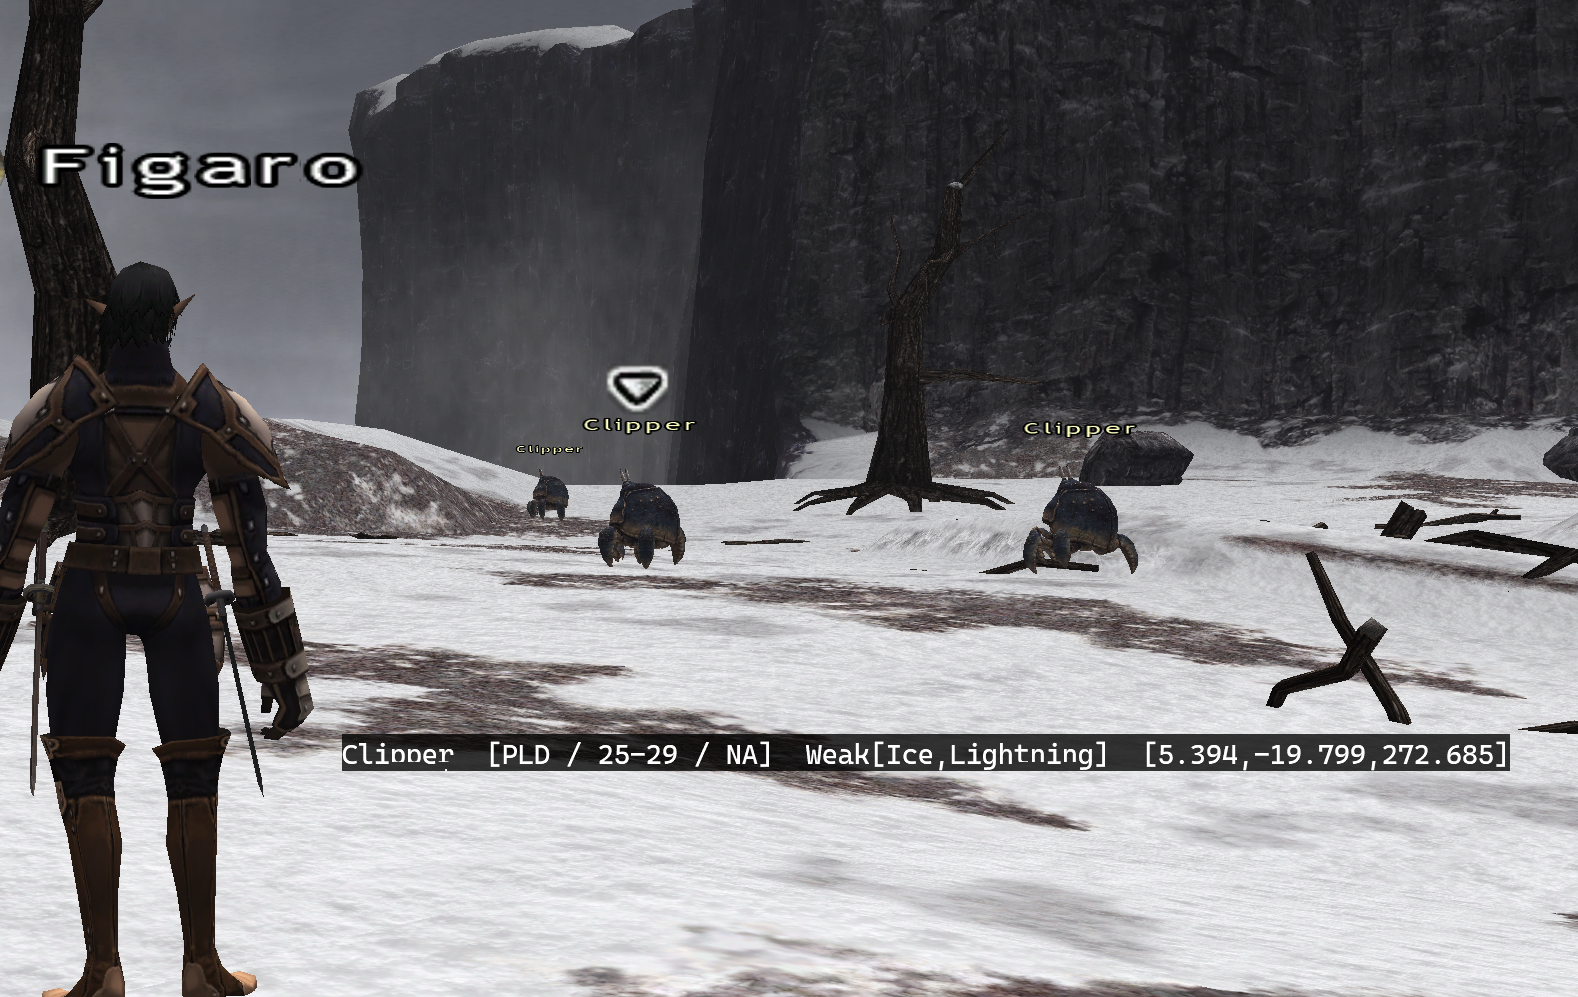 Figaro
Clipper
Clipper
Clipper
Clipper [PLD / 25-29 / NA] Weak[Ice,Lightning] [5.394,-19.799,272.685]